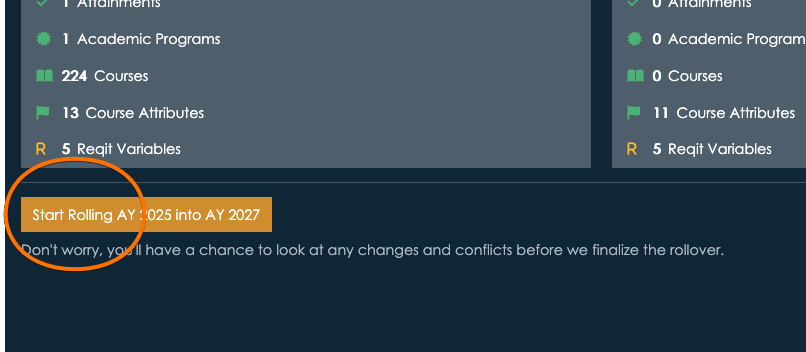 1 Attainments
0 Attainments
1 Academic Programs
0 Academic Program
224 Courses
0 Courses
13 Course Attributes
11 Course Attributes
R 5 Reqit Variables
R 5 Reqit Variables
Start Rolling AY 2025 into AY 2027
Don't worry, you'll have a chance to look at any changes and conflicts before we finalize the rollover.